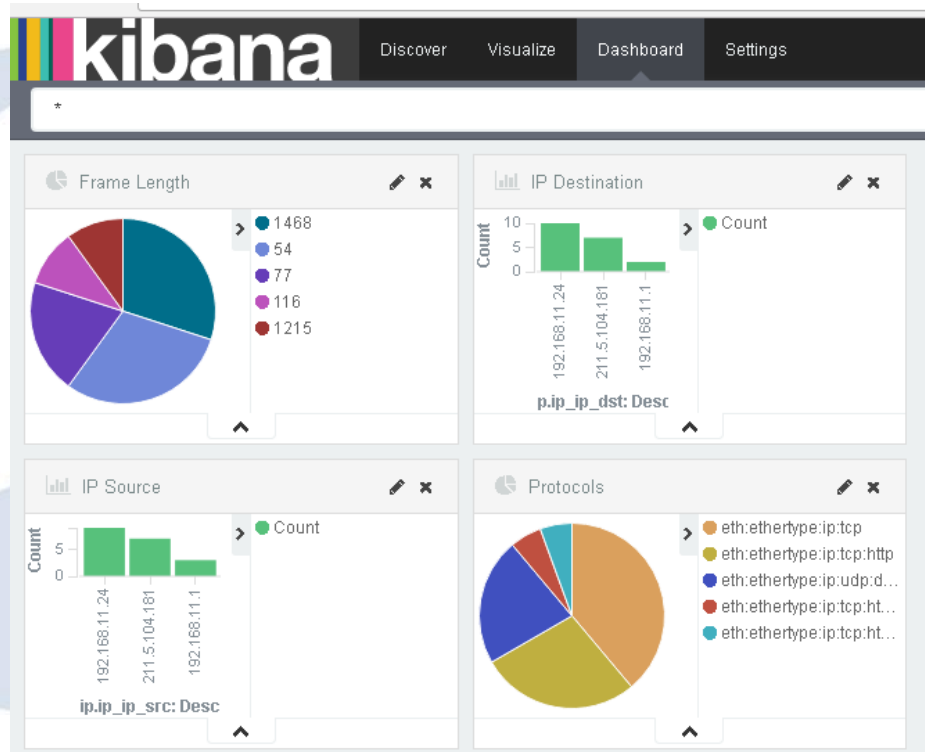 kibana
Discover Visualize Dashboard Settings
*
Frame Length
1468
54
77
116
1215
IP Destination
Count
10
5
0
192.168.11.24
211.5.104.181
192.168.11.1
p.ip_ip_dst: Desc
Count
IP Source
Count
5
0
192.168.11.24
211.5.104.181
192.168.11.1
ip.ip_ip_src: Desc
Count
Protocols
eth:ethertype:ip:tcp
eth:ethertype:ip:tcp:http
eth:ethertype:ip:udp:d...
eth:ethertype:ip:tcp:ht...
eth:ethertype:ip:tcp:ht...